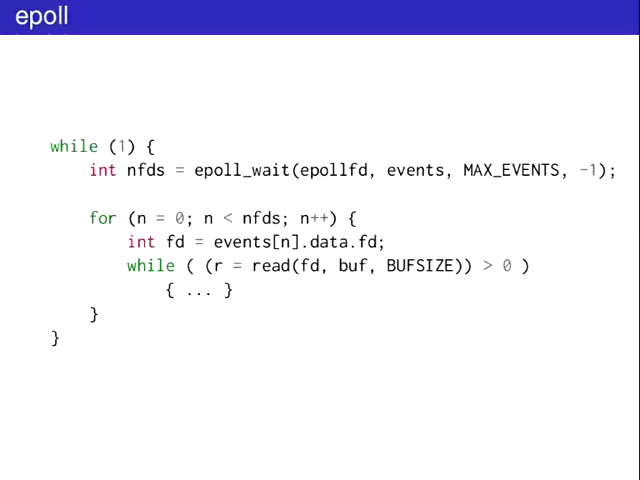 epoll
while (1) {
int nfds = epoll_wait(epollfd, events, MAX_EVENTS, -1);
for (n = 0; n < nfds; n++) {
int fd = events[n].data.fd;
while ( (r = read(fd, buf, BUFSIZE)) > 0 )
{ ... }
}
}